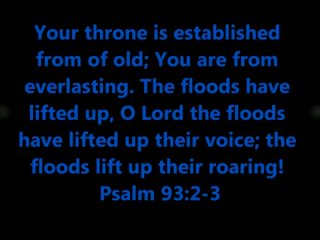 Your throne is established
from of old; You are from
everlasting. The floods have
lifted up, O Lord the floods
have lifted up their voice; the
floods lift up their roaring!
Psalm 93:2-3